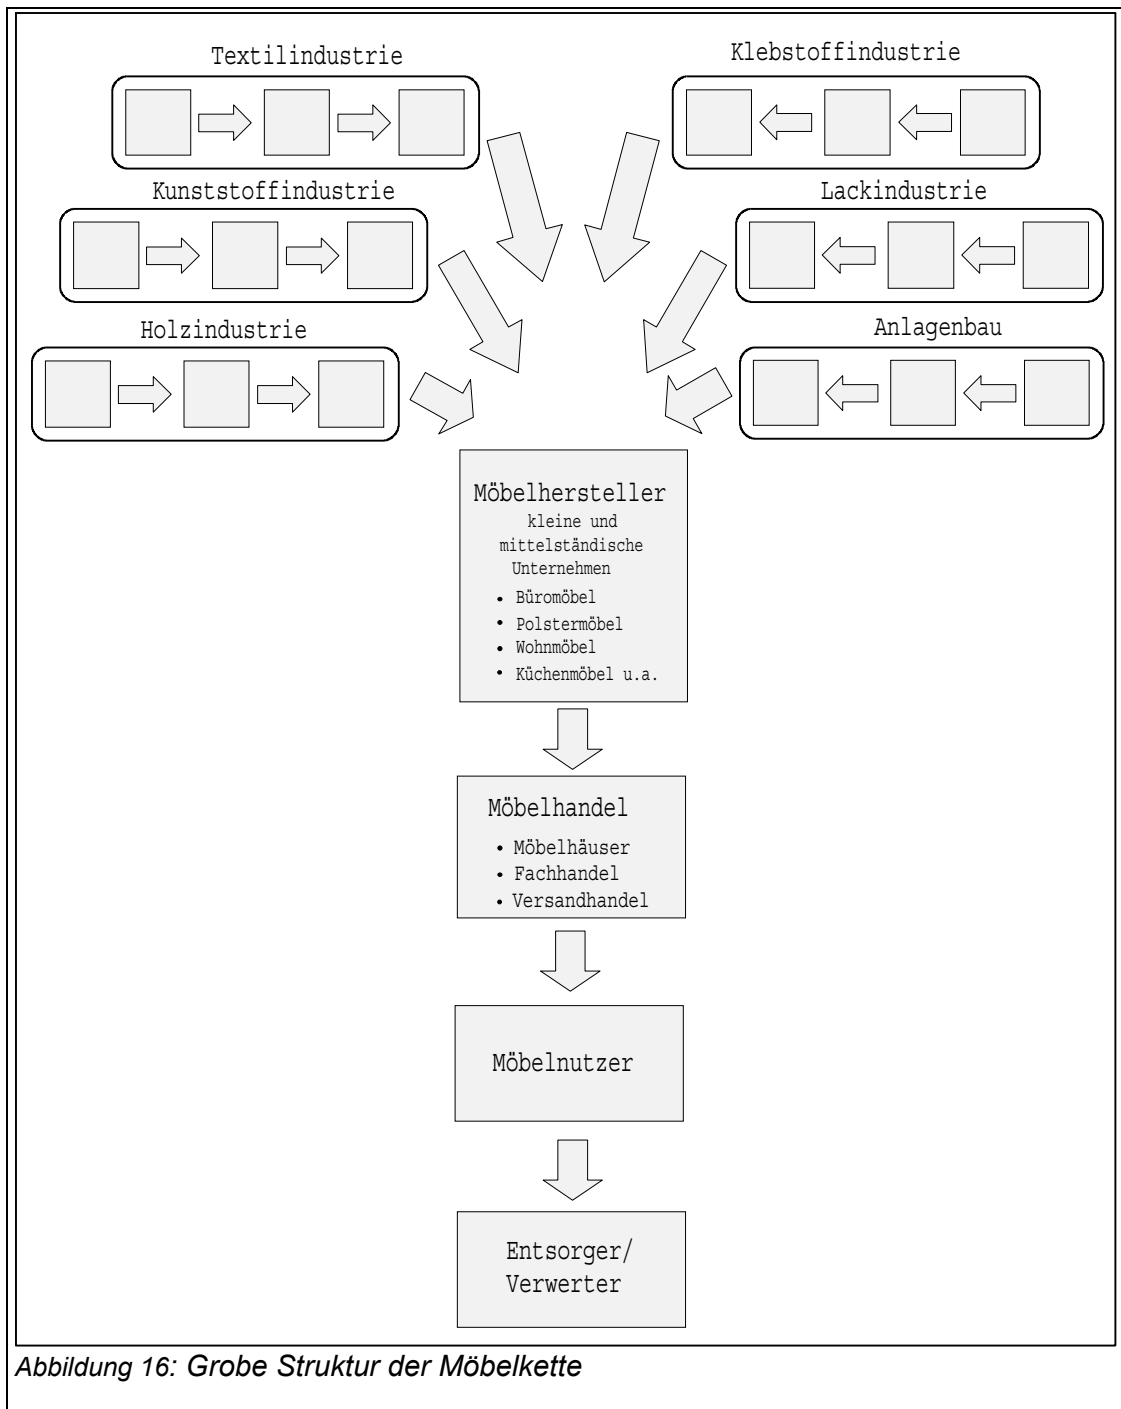 Textilindustrie
Klebstoffindustrie
Kunststoffindustrie
Lackindustrie
Holzindustrie
Anlagenbau
Möbelhersteller
kleine und
mittelständische
Unternehmen
• Büromöbel
• Polstermöbel
• Wohnmöbel
• Küchenmöbel u.a.
Möbelhandel
• Möbelhäuser
• Fachhandel
• Versandhandel
Möbelnutzer
Entsorger/
Verwerter
Abbildung 16: Grobe Struktur der Möbelkette